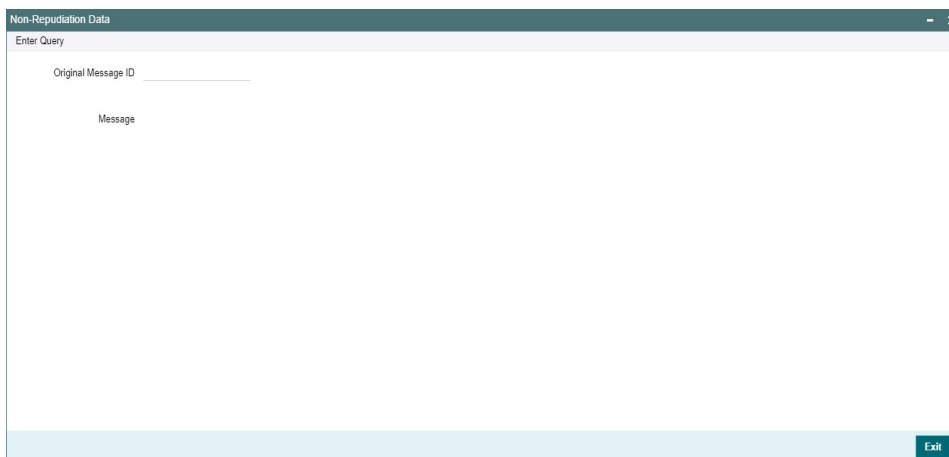 Non-Repudiation Data
Enter Query
Original Message ID
Message
Exit